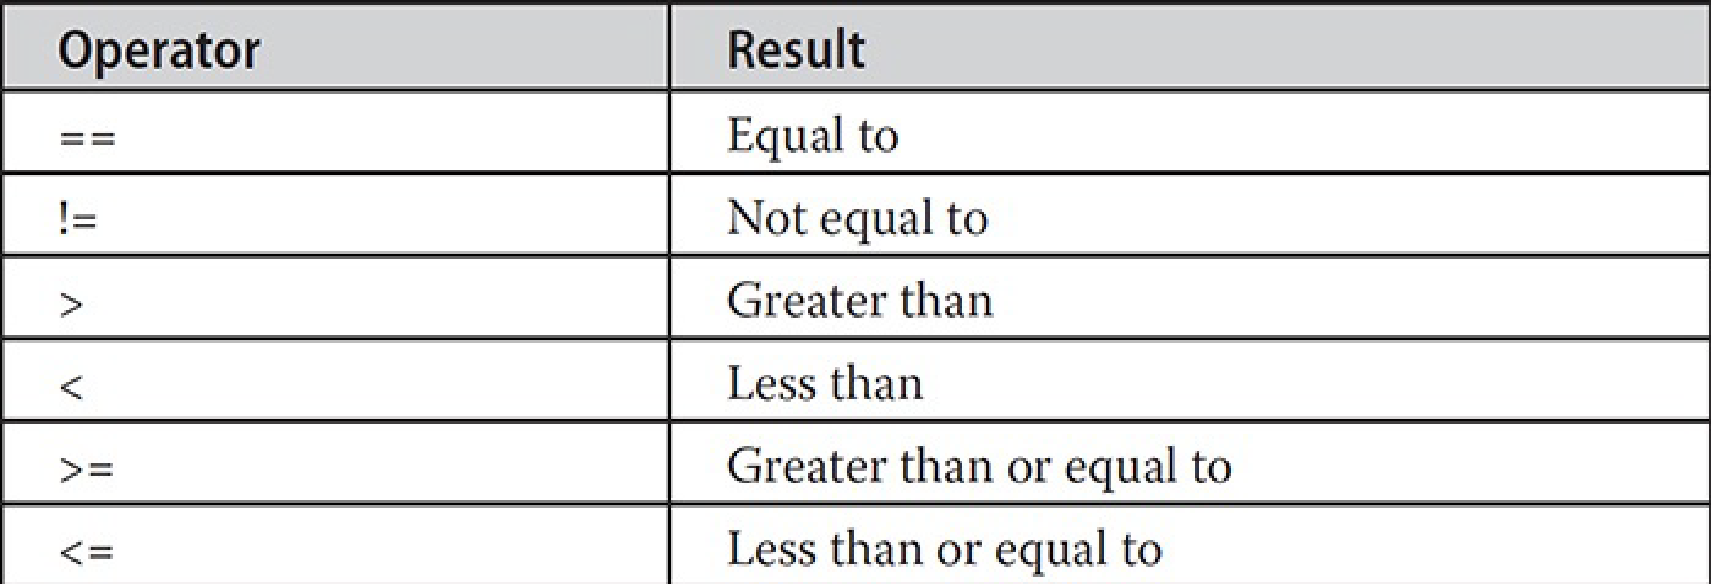 Operator Result
== Equal to
!= Not equal to
> Greater than
< Less than
>= Greater than or equal to
<= Less than or equal to